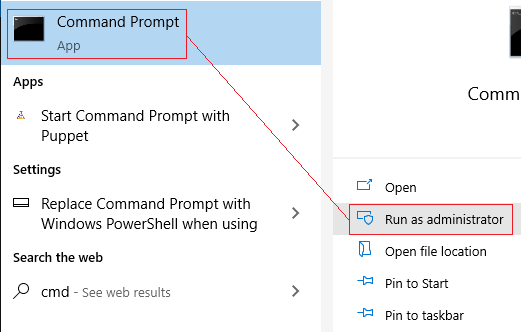 Command Prompt
App
Apps
Start Command Prompt with
Puppet
Settings
Replace Command Prompt with
Windows PowerShell when using
Search the web
cmd - See web results
Comm
Open
Run as administrator
Open file location
Pin to Start
Pin to taskbar